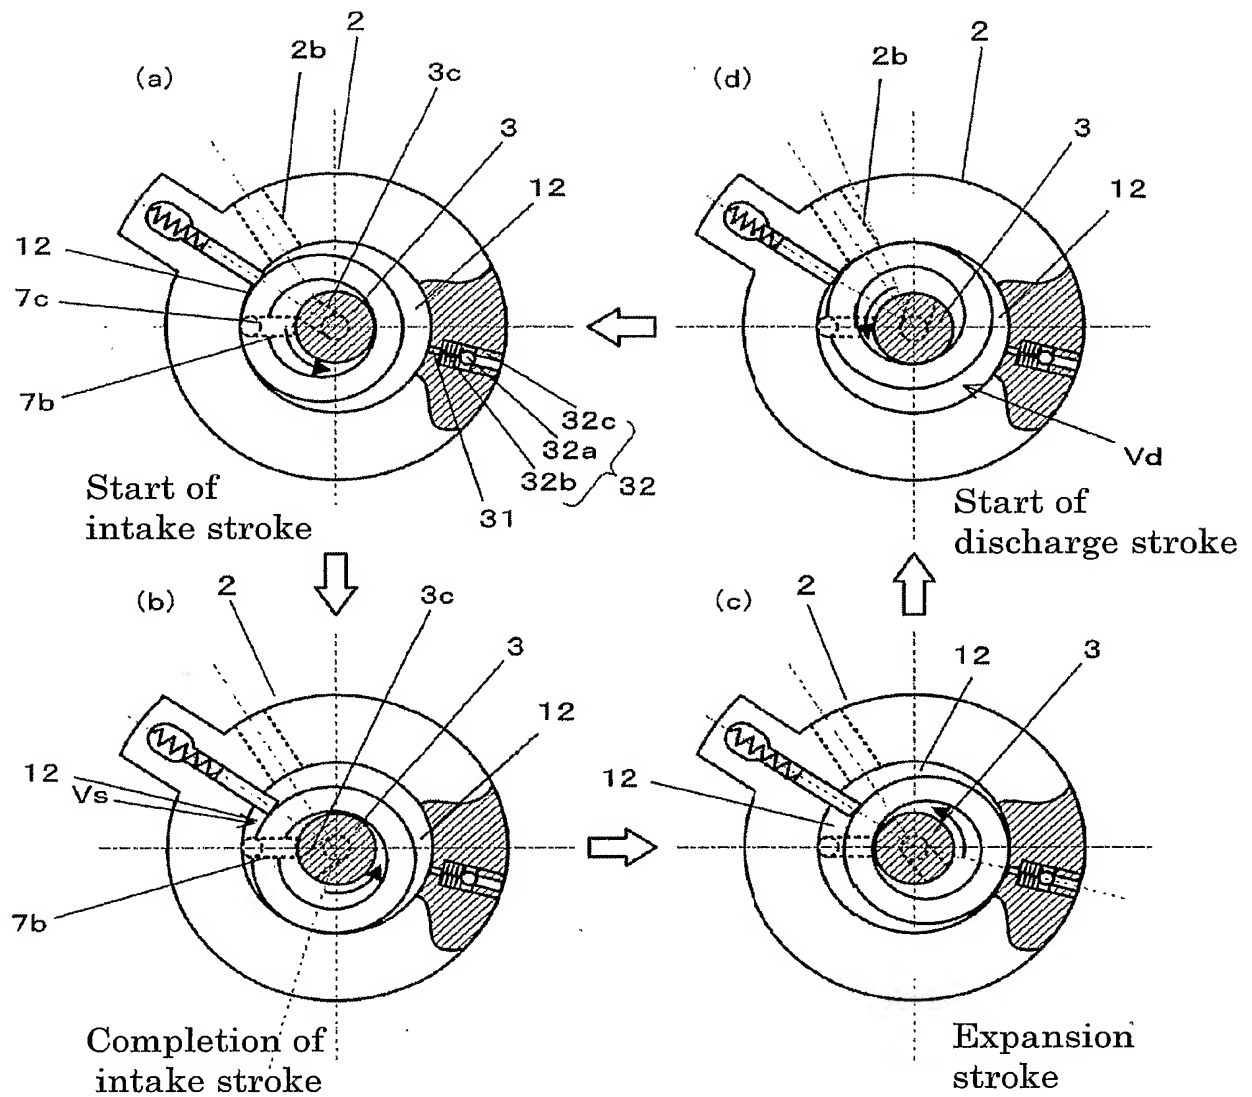 (a)
2
2b
3c
3
12
12
7c
7b
32c
32a
32b
32
31
Start of
intake stroke
(d)
2b
2
3
12
Vd
Start of
discharge stroke
(b)
2
3c
3
12
12
Vs
7b
Completion of
intake stroke
(c)
2
12
3
12
Expansion
stroke